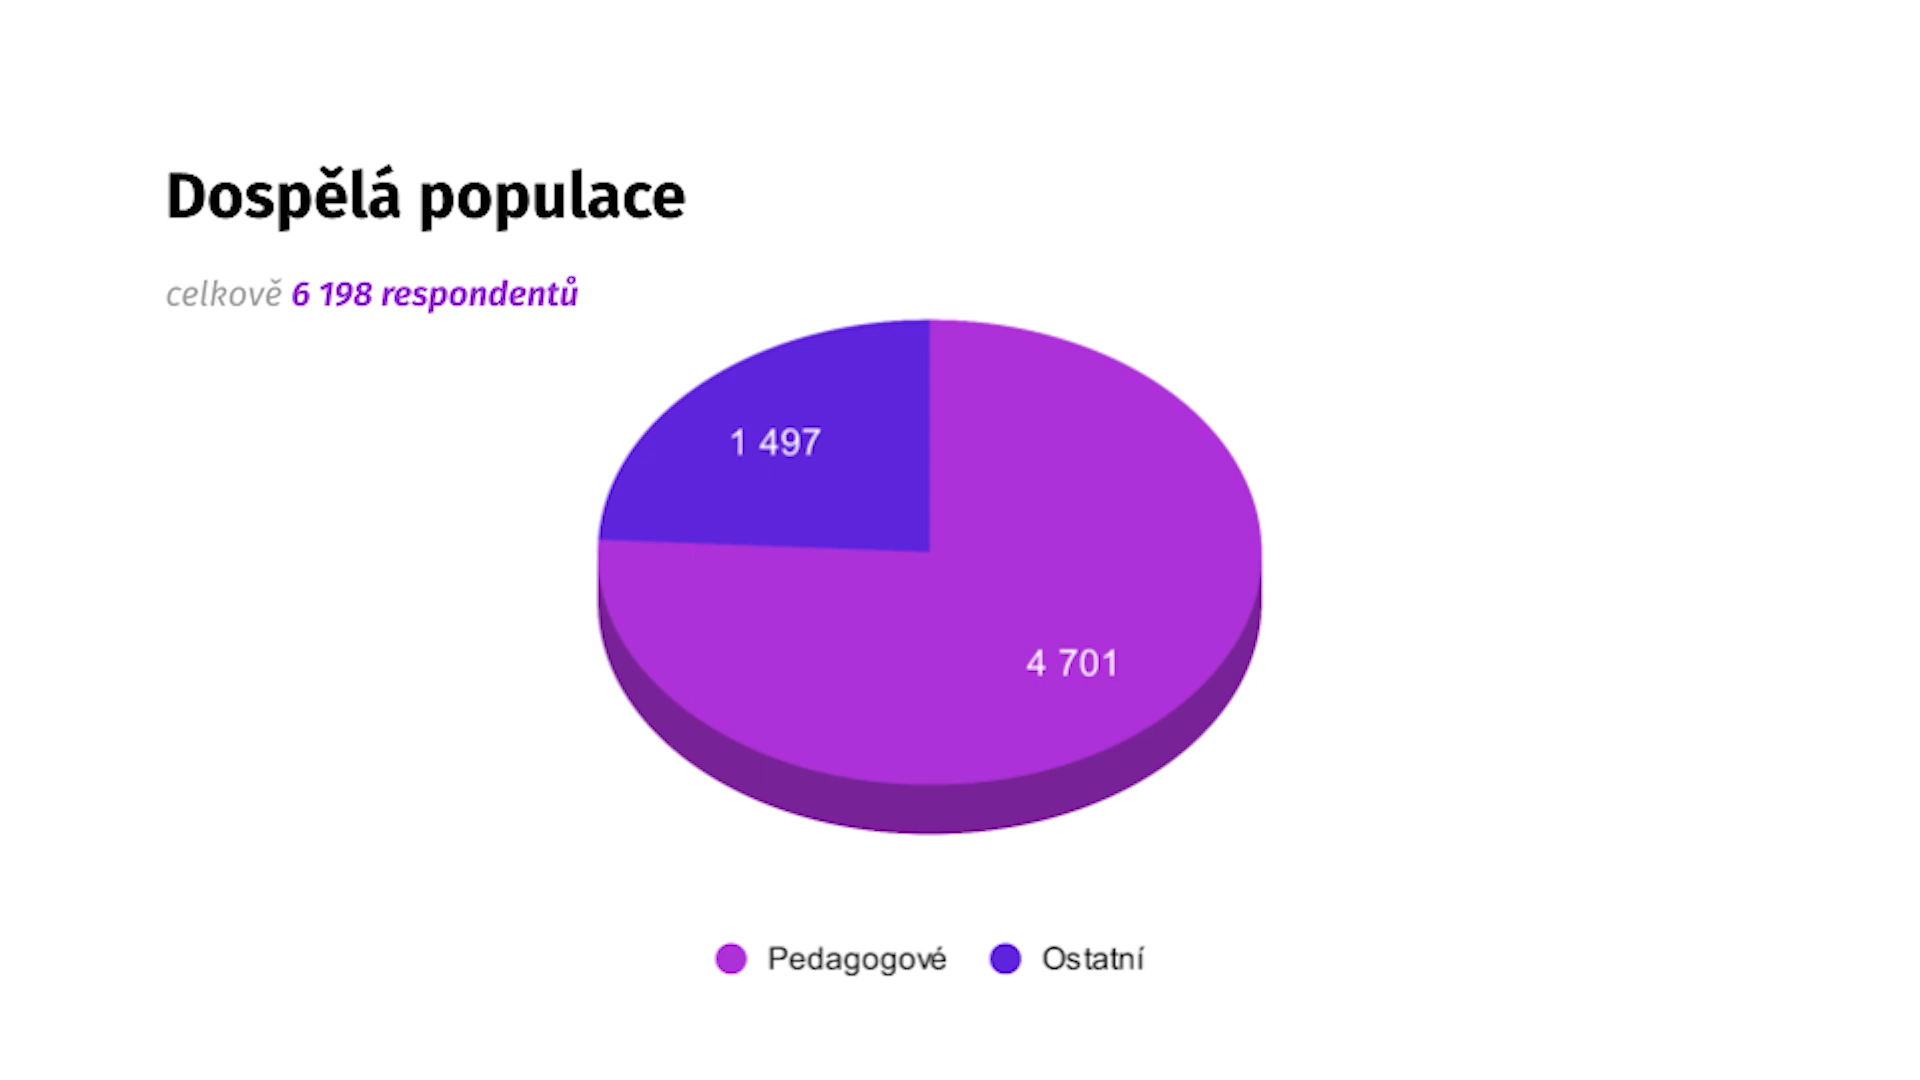 Dospělá populace
celkově 6 198 respondentů
1 497
4 701
Pedagogové Ostatní